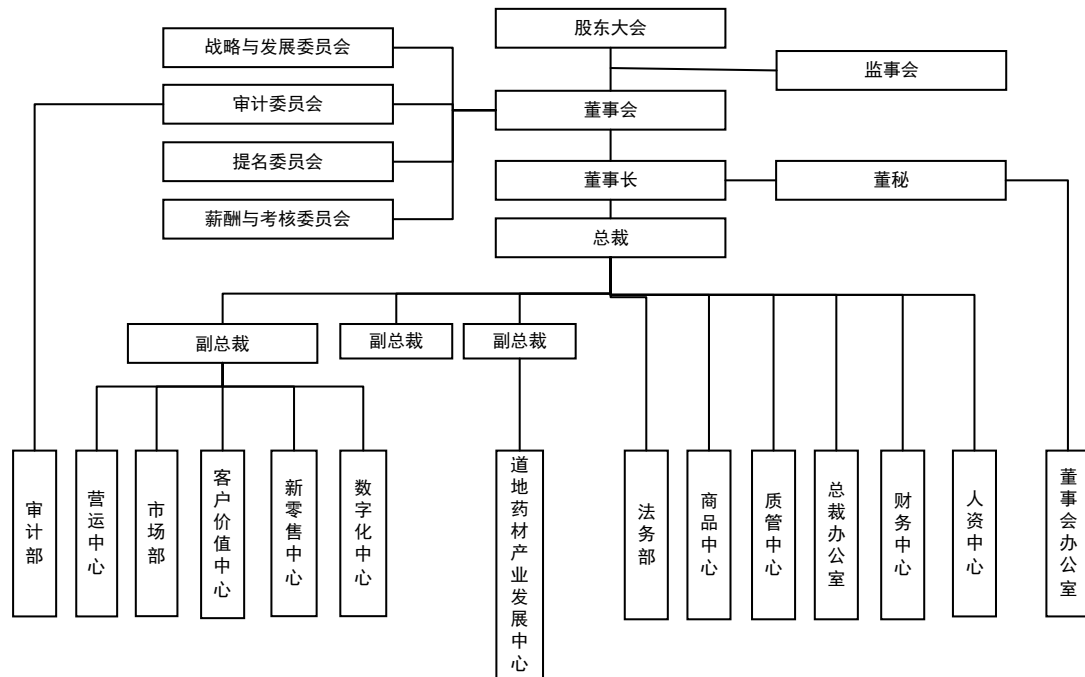 股东大会
战略与发展委员会
监事会
审计委员会
董事会
提名委员会
董事长
董秘
薪酬与考核委员会
总裁
副总裁
副总裁
副总裁
审计部
营运中心
市场部
客户价值中心
新零售中心
数字化中心
道地药材产业发展中心
法务部
商品中心
质管中心
总裁办公室
财务中心
人资中心
董事会办公室